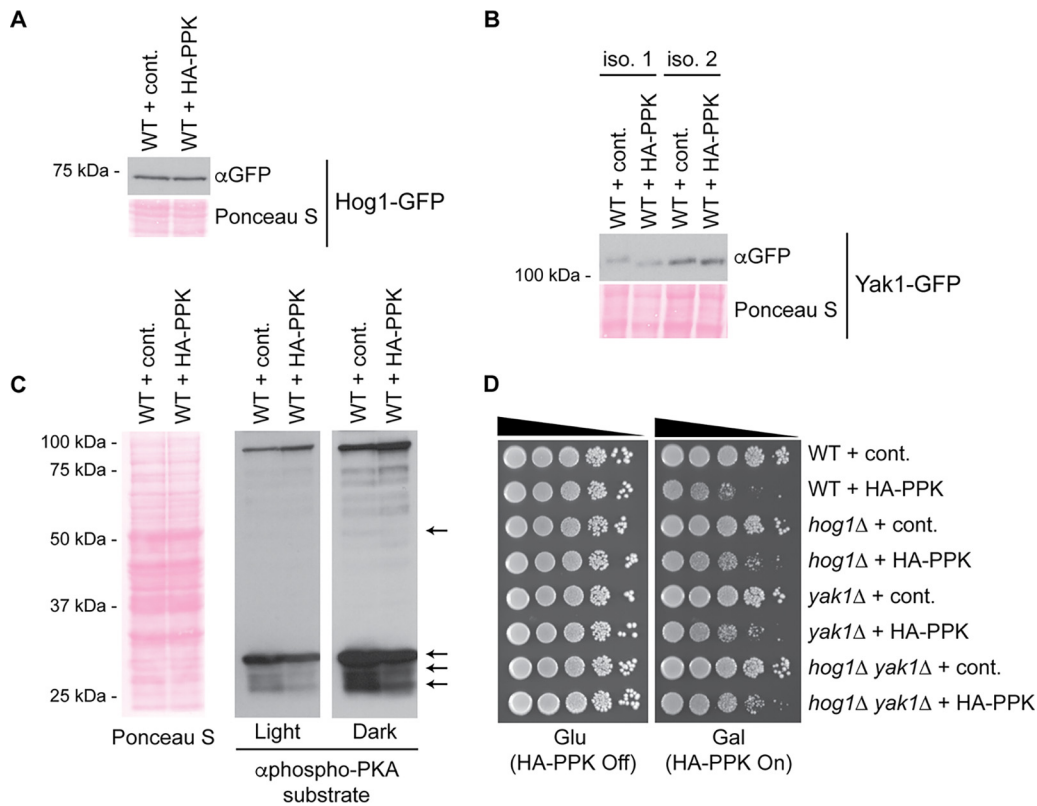 A
WT + cont.
WT + HA-PPK
75 kDa -
αGFP
Ponceau S
Hog1-GFP
B
iso. 1
iso. 2
WT + cont.
WT + HA-PPK
WT + cont
WT + HA-PPK
100 kDa -
αGFP
Ponceau S
Yak1-GFP
C
WT + cont.
WT + HA-PPK
WT + cont.
WT + HA-PPK
WT + cont.
WT + HA-PPK
100 kDa -
75 kDa -
50 kDa -
37 kDa -
25 kDa -
Ponceau S
Light
Dark
αphospho-PKA
substrate
D
WT + cont.
WT + HA-PPK
hog1Δ + cont.
hog1Δ + HA-PPK
yak1Δ + cont.
yak1Δ + HA-PPK
hog1Δ yak1Δ + cont.
hog1Δ yak1Δ + HA-PPK
Glu
(HA-PPK Off)
Gal
(HA-PPK On)